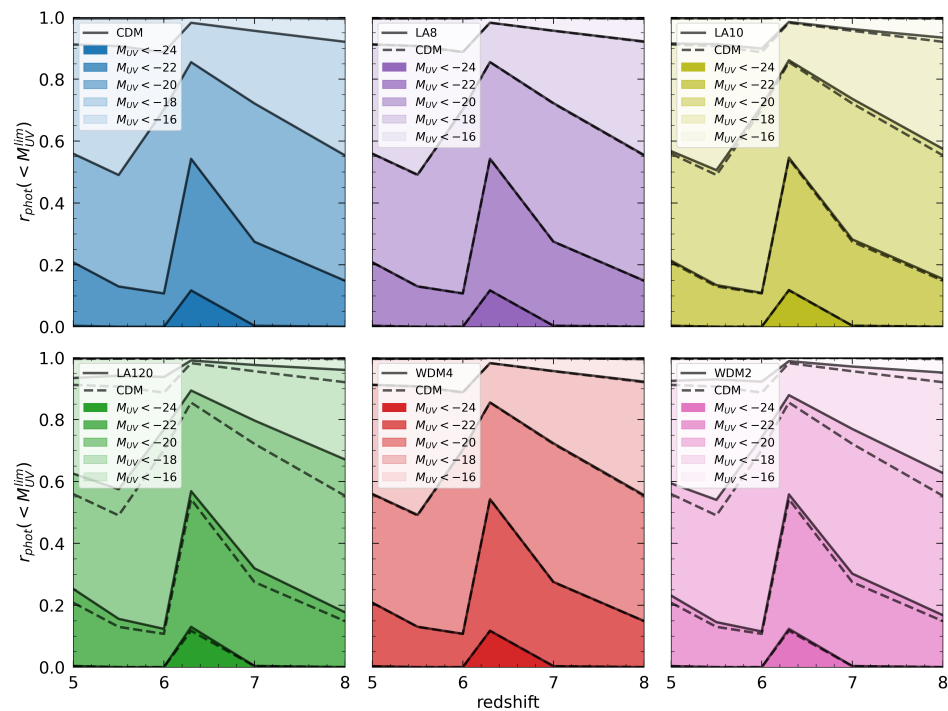 1.0
0.8
0.6
0.4
0.2
0.0
r_phot(< M_UV^lim)
CDM
M_UV < −24
M_UV < −22
M_UV < −20
M_UV < −18
M_UV < −16
LA8
CDM
M_UV < −24
M_UV < −22
M_UV < −20
M_UV < −18
M_UV < −16
LA10
CDM
M_UV < −24
M_UV < −22
M_UV < −20
M_UV < −18
M_UV < −16
1.0
0.8
0.6
0.4
0.2
0.0
r_phot(< M_UV^lim)
LA120
CDM
M_UV < −24
M_UV < −22
M_UV < −20
M_UV < −18
M_UV < −16
WDM4
CDM
M_UV < −24
M_UV < −22
M_UV < −20
M_UV < −18
M_UV < −16
WDM2
CDM
M_UV < −24
M_UV < −22
M_UV < −20
M_UV < −18
M_UV < −16
5 6 7 8
5 6 7 8
5 6 7 8
redshift